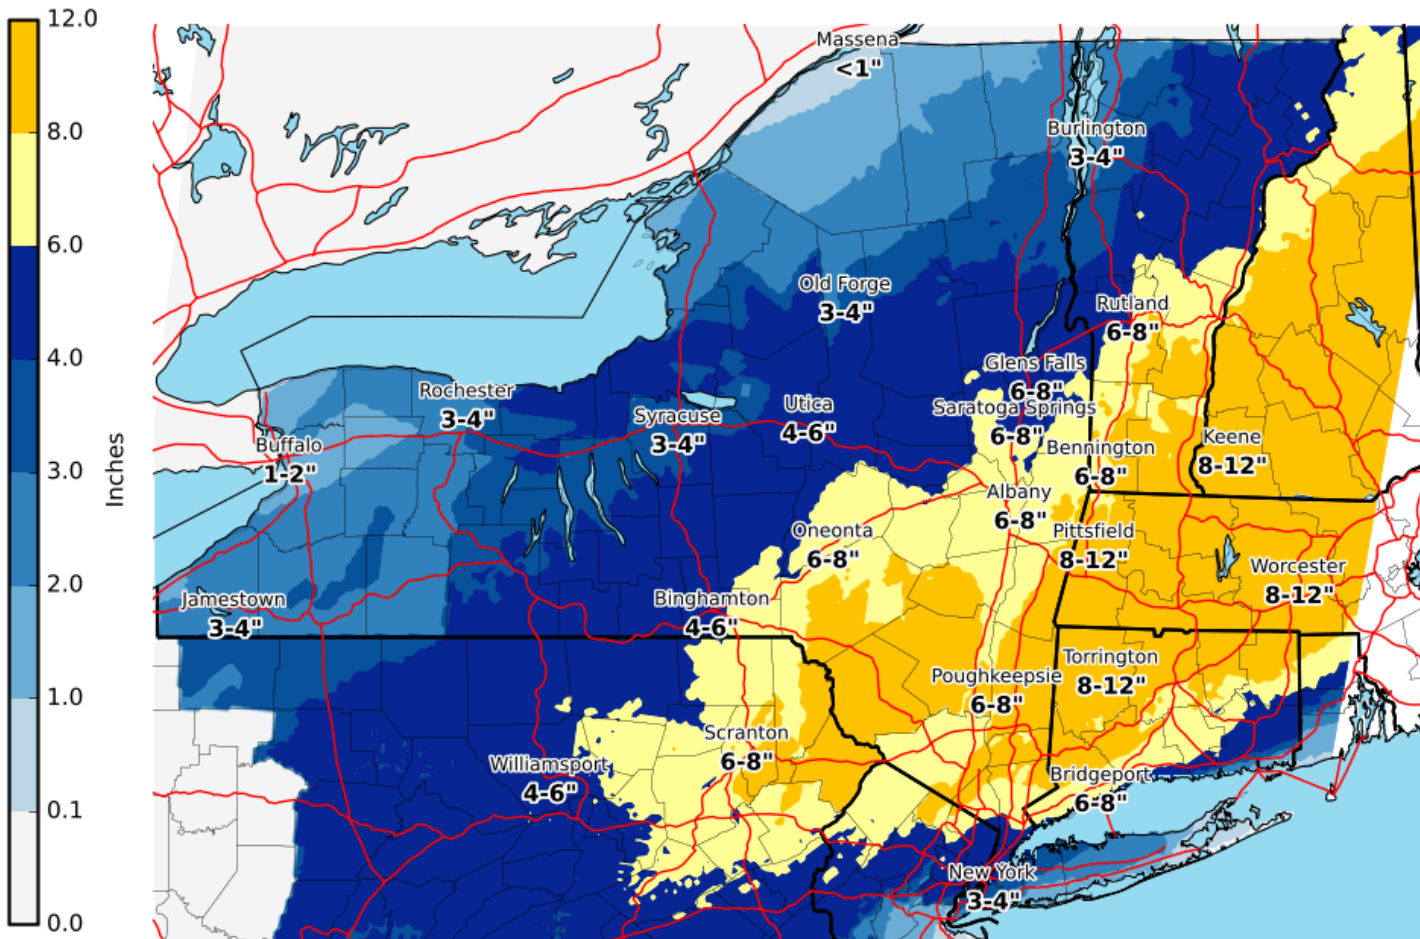 12.0
8.0
6.0
4.0
3.0
2.0
1.0
0.1
0.0
Inches
Massena
<1"
Burlington
3-4"
Old Forge
3-4"
Rutland
6-8"
Glens Falls
6-8"
Rochester
3-4"
Syracuse
3-4"
Utica
4-6"
Saratoga Springs
6-8"
Buffalo
1-2"
Bennington
6-8"
Keene
8-12"
Albany
6-8"
Oneonta
6-8"
Pittsfield
8-12"
Worcester
8-12"
Jamestown
3-4"
Binghamton
4-6"
Torrington
8-12"
Poughkeepsie
6-8"
Scranton
6-8"
Williamsport
4-6"
Bridgeport
6-8"
New York
3-4"